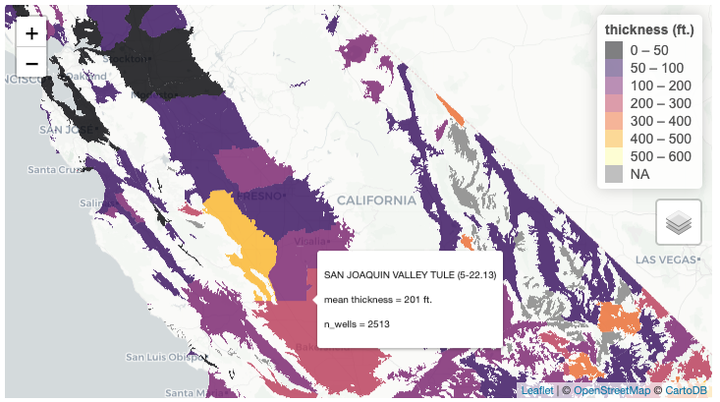 +
−
Stockton
NCISCO
Oakland
Modesto
SAN JOSE
Santa Cruz
Salinas
FRESNO
CALIFORNIA
Visalia
LAS VEGAS
San Luis Obispo
Santa Maria
SAN JOAQUIN VALLEY TULE (5-22.13)
mean thickness = 201 ft.
n_wells = 2513
thickness (ft.)
0 – 50
50 – 100
100 – 200
200 – 300
300 – 400
400 – 500
500 – 600
NA
Leaflet | © OpenStreetMap © CartoDB